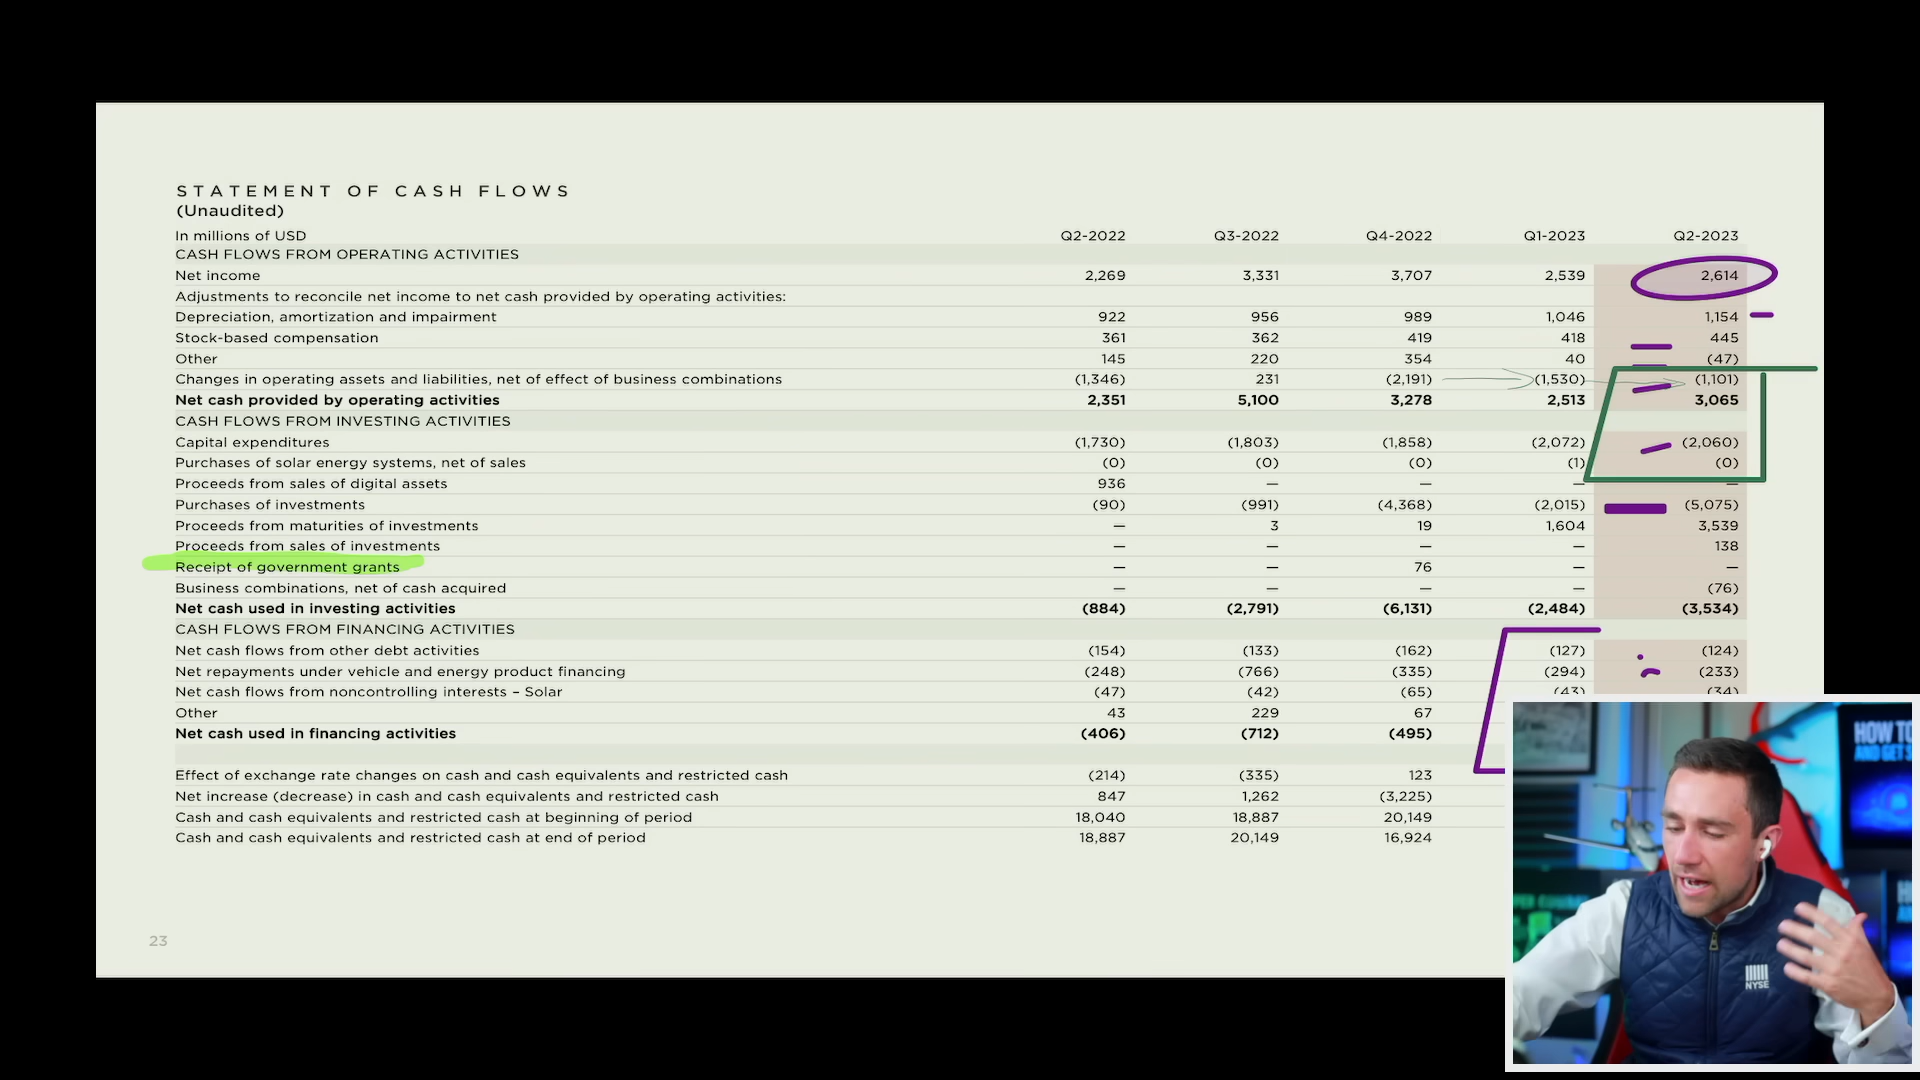 STATEMENT OF CASH FLOWS
(Unaudited)
In millions of USD Q2-2022 Q3-2022 Q4-2022 Q1-2023 Q2-2023
CASH FLOWS FROM OPERATING ACTIVITIES
Net income 2,269 3,331 3,707 2,539 2,614
Adjustments to reconcile net income to net cash provided by operating activities:
Depreciation, amortization and impairment 922 956 989 1,046 1,154
Stock-based compensation 361 362 419 418 445
Other 145 220 354 40 (47)
Changes in operating assets and liabilities, net of effect of business combinations (1,346) 231 (2,191) (1,530) (1,101)
Net cash provided by operating activities 2,351 5,100 3,278 2,513 3,065
CASH FLOWS FROM INVESTING ACTIVITIES
Capital expenditures (1,730) (1,803) (1,858) (2,072) (2,060)
Purchases of solar energy systems, net of sales (0) (0) (0) (1) (0)
Proceeds from sales of digital assets 936 — — — —
Purchases of investments (90) (991) (4,368) (2,015) (5,075)
Proceeds from maturities of investments — 3 19 1,604 3,539
Proceeds from sales of investments — — — — 138
Receipt of government grants — — 76 — —
Business combinations, net of cash acquired — — — — (76)
Net cash used in investing activities (884) (2,791) (6,131) (2,484) (3,534)
CASH FLOWS FROM FINANCING ACTIVITIES
Net cash flows from other debt activities (154) (133) (162) (127) (124)
Net repayments under vehicle and energy product financing (248) (766) (335) (294) (233)
Net cash flows from noncontrolling interests – Solar (47) (42) (65) (43) (34)
Other 43 229 67
Net cash used in financing activities (406) (712) (495)
Effect of exchange rate changes on cash and cash equivalents and restricted cash (214) (335) 123
Net increase (decrease) in cash and cash equivalents and restricted cash 847 1,262 (3,225)
Cash and cash equivalents and restricted cash at beginning of period 18,040 18,887 20,149
Cash and cash equivalents and restricted cash at end of period 18,887 20,149 16,924
23
HOW TO
AND GET S
NYSE